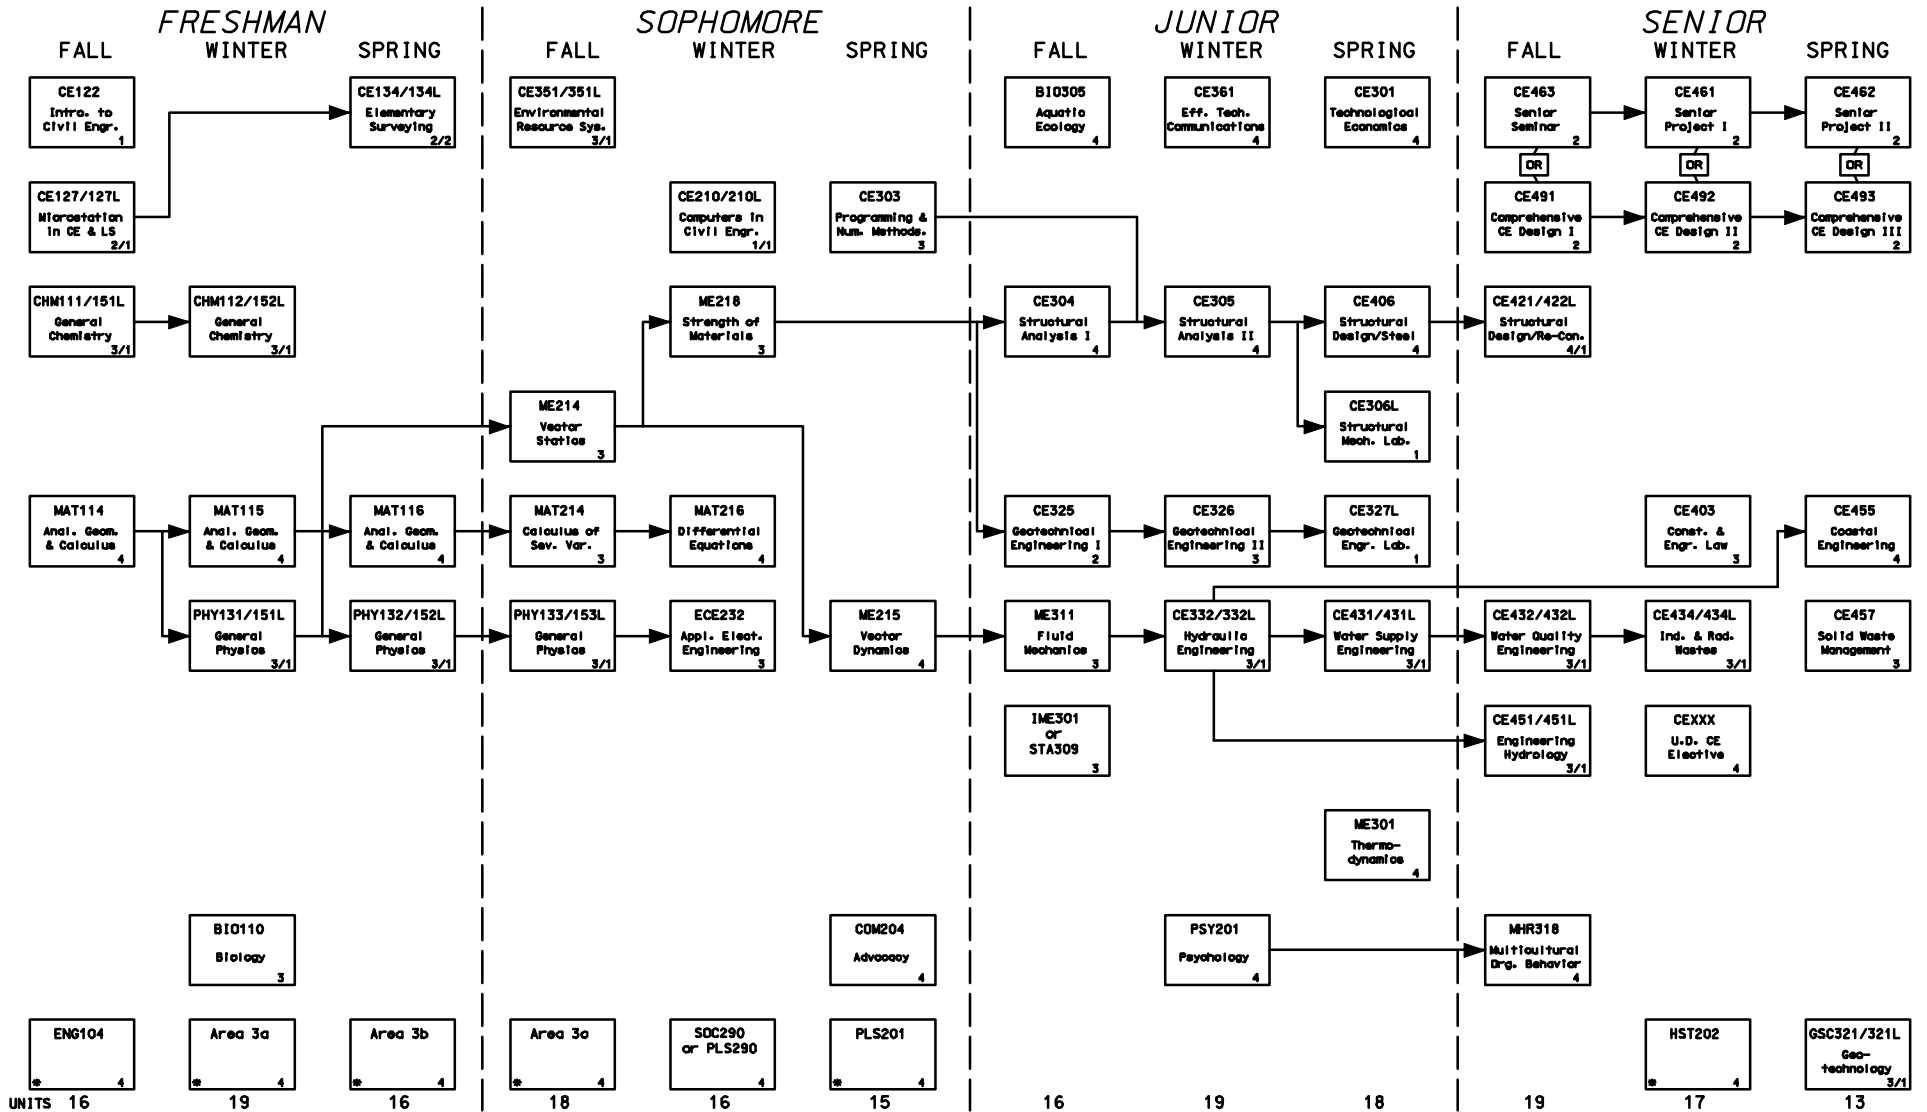 FRESHMAN
SOPHOMORE
JUNIOR
SENIOR
FALL
WINTER
SPRING
FALL
WINTER
SPRING
FALL
WINTER
SPRING
FALL
WINTER
SPRING
CE122
Intro. to
Civil Engr.
1
CE134/134L
Elementary
Surveying
2/2
CE351/351L
Environmental
Resource Sys.
3/1
BIO305
Aquatic
Ecology
4
CE361
Eff. Tech.
Communications
4
CE301
Technological
Economics
4
CE463
Senior
Seminar
2
CE461
Senior
Project I
2
CE462
Senior
Project II
2
OR
OR
OR
CE127/127L
Microstation
in CE & LS
2/1
CE210/210L
Computers in
Civil Engr.
1/1
CE303
Programming &
Num. Methods.
3
CE491
Comprehensive
CE Design I
2
CE492
Comprehensive
CE Design II
2
CE493
Comprehensive
CE Design III
2
CHM111/151L
General
Chemistry
3/1
CHM112/152L
General
Chemistry
3/1
ME218
Strength of
Materials
3
CE304
Structural
Analysis I
4
CE305
Structural
Analysis II
4
CE406
Structural
Design/Steel
4
CE421/422L
Structural
Design/Re-Con.
4/1
ME214
Vector
Statics
3
CE306L
Structural
Mech. Lab.
1
MAT114
Anal. Geom.
& Calculus
4
MAT115
Anal. Geom.
& Calculus
4
MAT116
Anal. Geom.
& Calculus
4
MAT214
Calculus of
Sev. Var.
3
MAT216
Differential
Equations
4
CE325
Geotechnical
Engineering I
2
CE326
Geotechnical
Engineering II
3
CE327L
Geotechnical
Engr. Lab.
1
CE403
Const. &
Engr. Law
3
CE455
Coastal
Engineering
4
PHY131/151L
General
Physics
3/1
PHY132/152L
General
Physics
3/1
PHY133/153L
General
Physics
3/1
ECE232
Appl. Elect.
Engineering
3
ME215
Vector
Dynamics
4
ME311
Fluid
Mechanics
3
CE332/332L
Hydraulic
Engineering
3/1
CE431/431L
Water Supply
Engineering
3/1
CE432/432L
Water Quality
Engineering
3/1
CE434/434L
Ind. & Rad.
Wastes
3/1
CE457
Solid Waste
Management
3
IME301
or
STA309
3
CE451/451L
Engineering
Hydrology
3/1
CEXXX
U.D. CE
Elective
4
ME301
Thermo-
dynamics
4
BIO110
Biology
3
COM204
Advocacy
4
PSY201
Psychology
4
MHR318
Multicultural
Org. Behavior
4
ENG104
* 4
Area 3a
* 4
Area 3b
* 4
Area 3c
* 4
SOC290
or PLS290
4
PLS201
* 4
HST202
* 4
GSC321/321L
Geo-
technology
3/1
UNITS 16 19 16 18 16 15 16 19 18 19 17 13